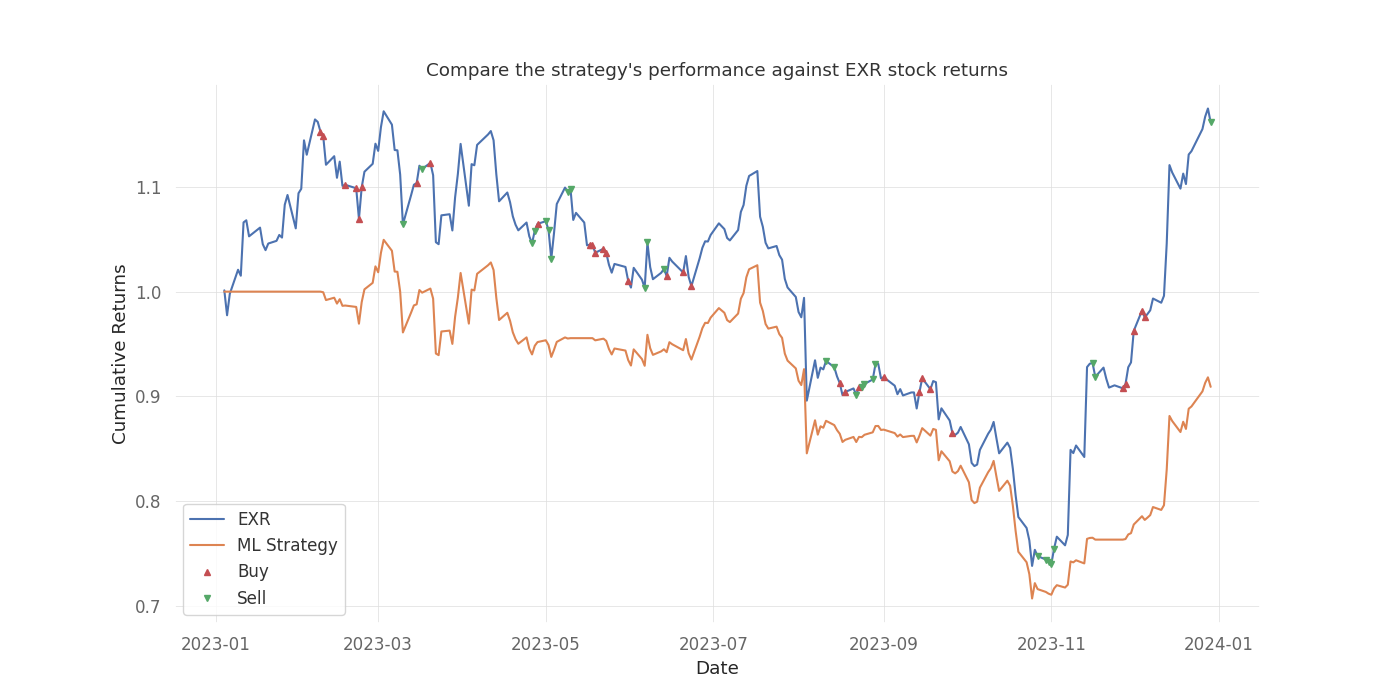 Compare the strategy's performance against EXR stock returns
Cumulative Returns
1.1
1.0
0.9
0.8
0.7
EXR
ML Strategy
Buy
Sell
2023-01 2023-03 2023-05 2023-07 2023-09 2023-11 2024-01
Date